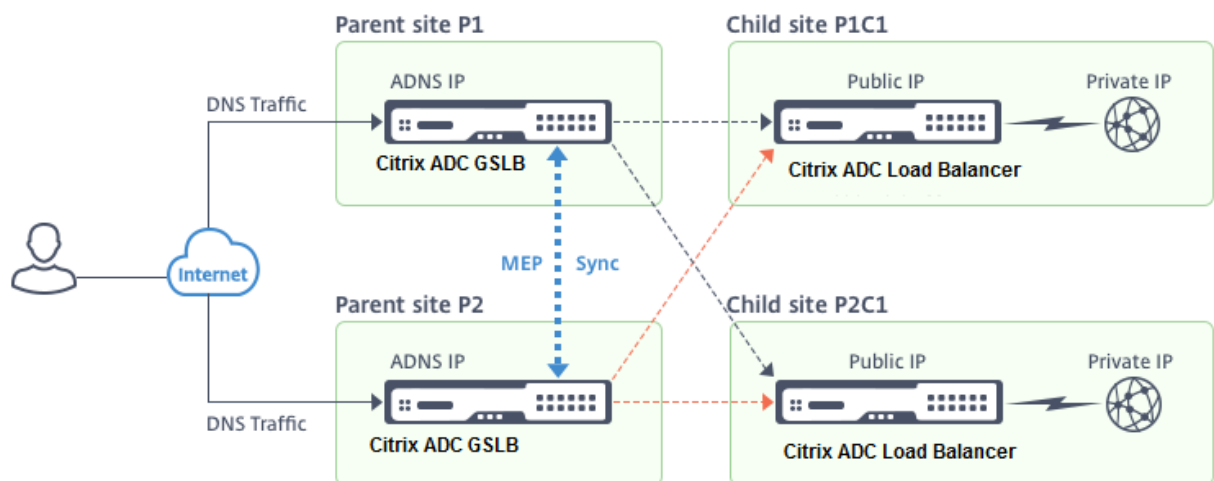 Parent site P1
Child site P1C1
ADNS IP
Public IP
Private IP
DNS Traffic
Citrix ADC GSLB
Citrix ADC Load Balancer
Internet
MEP Sync
Parent site P2
Child site P2C1
ADNS IP
Public IP
Private IP
DNS Traffic
Citrix ADC GSLB
Citrix ADC Load Balancer